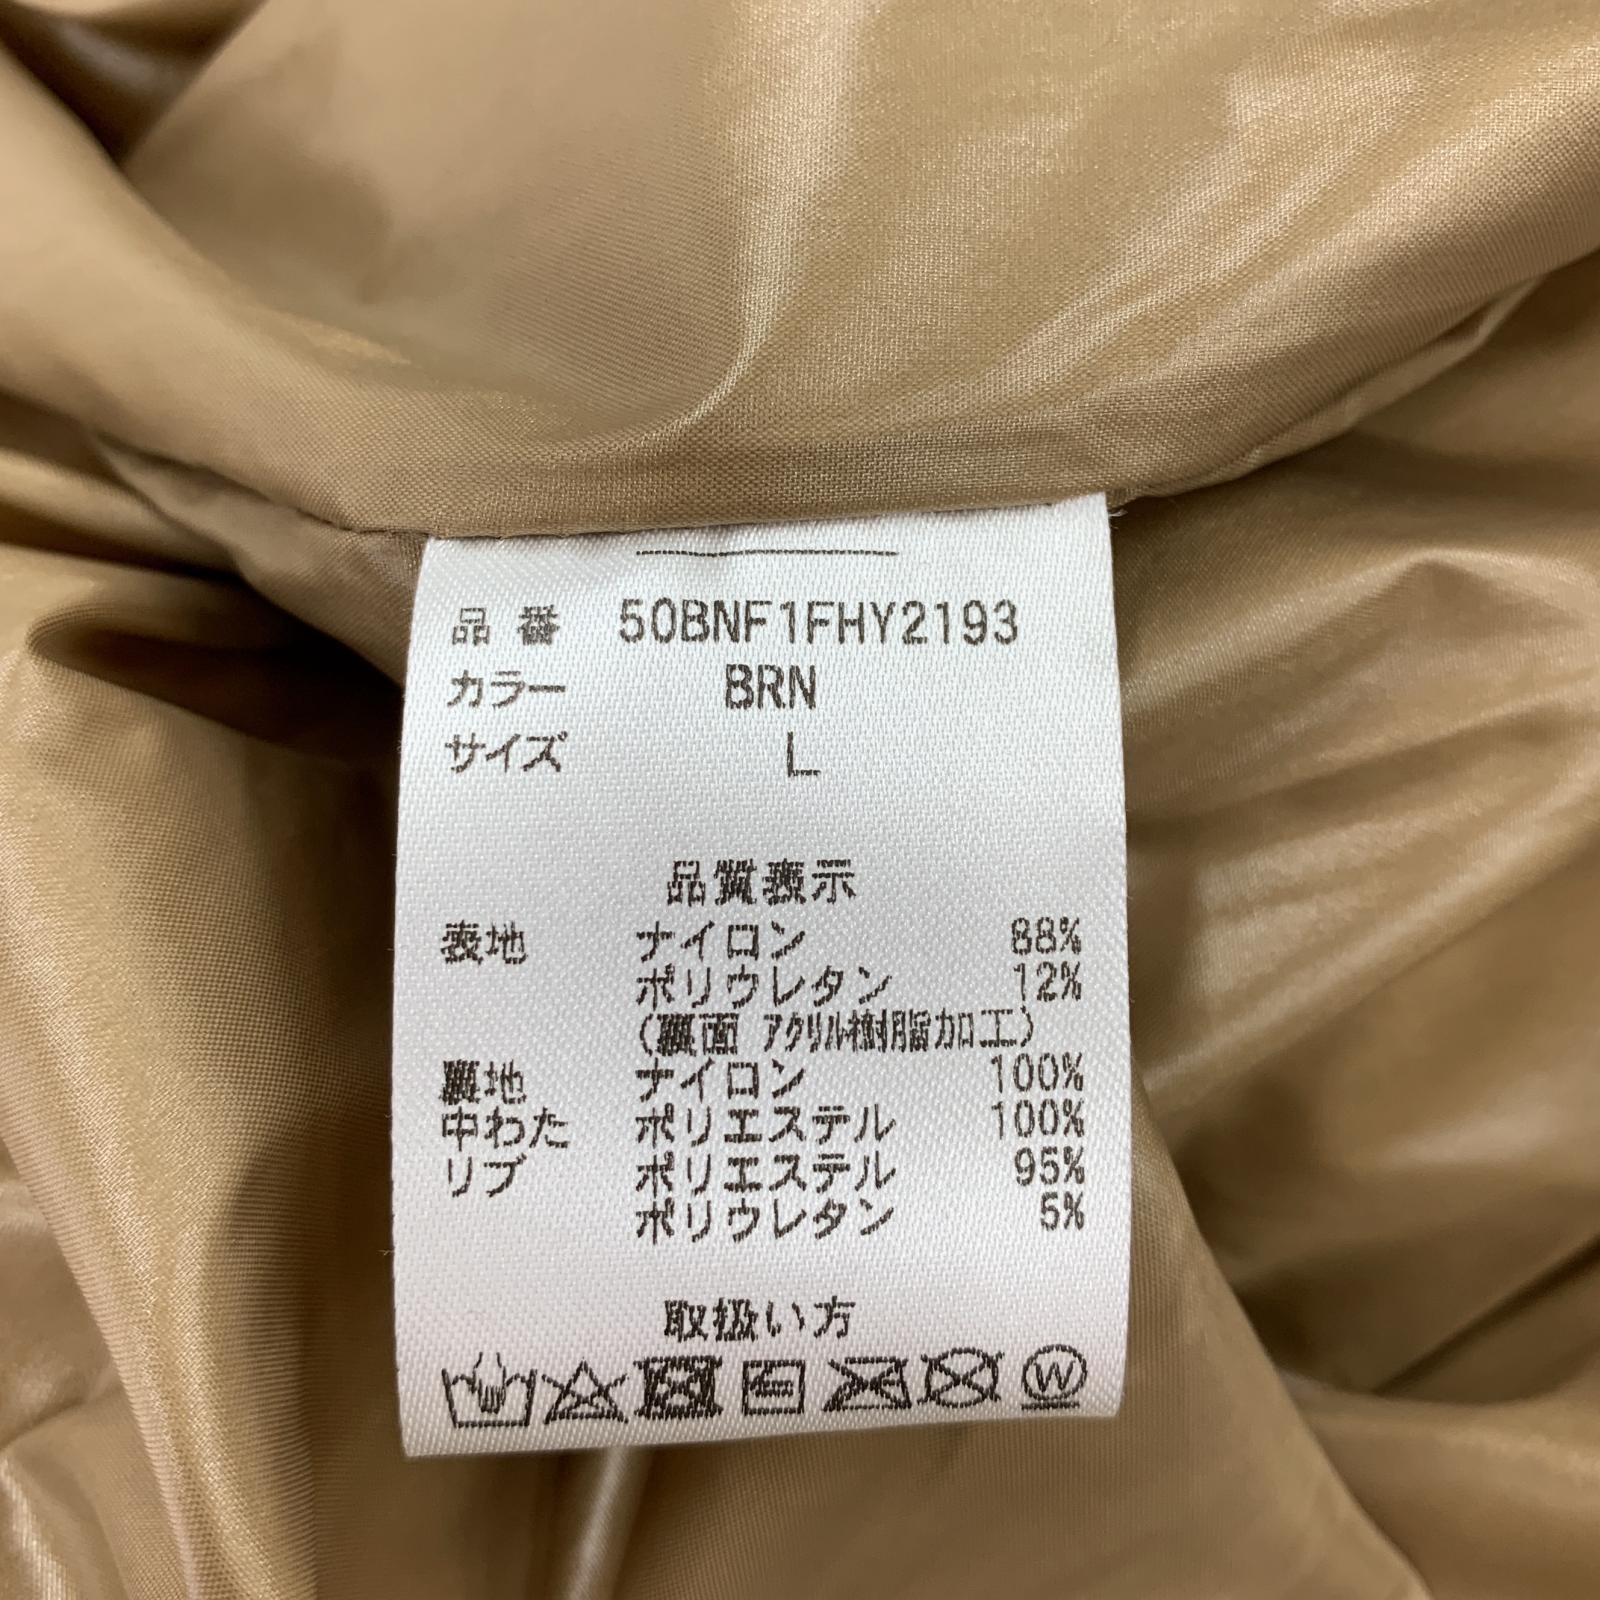 品番 50BNF1FHY2193
カラー BRN
サイズ L
品質表示
表地 ナイロン 88%
ポリウレタン 12%
(裏面 アクリル樹脂加工)
裏地 ナイロン 100%
中わた ポリエステル 100%
リブ ポリエステル 95%
ポリウレタン 5%
取扱い方
W